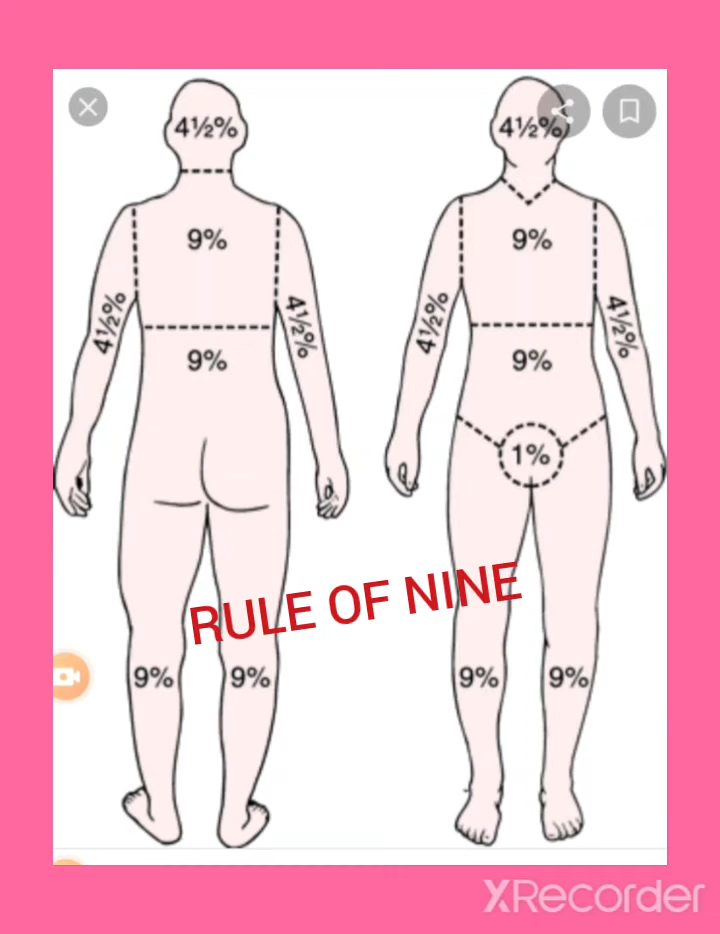 4½% 4½%
9% 9%
4½% 4½% 4½% 4½%
9% 9%
1%
RULE OF NINE
9% 9% 9% 9%
XRecorder